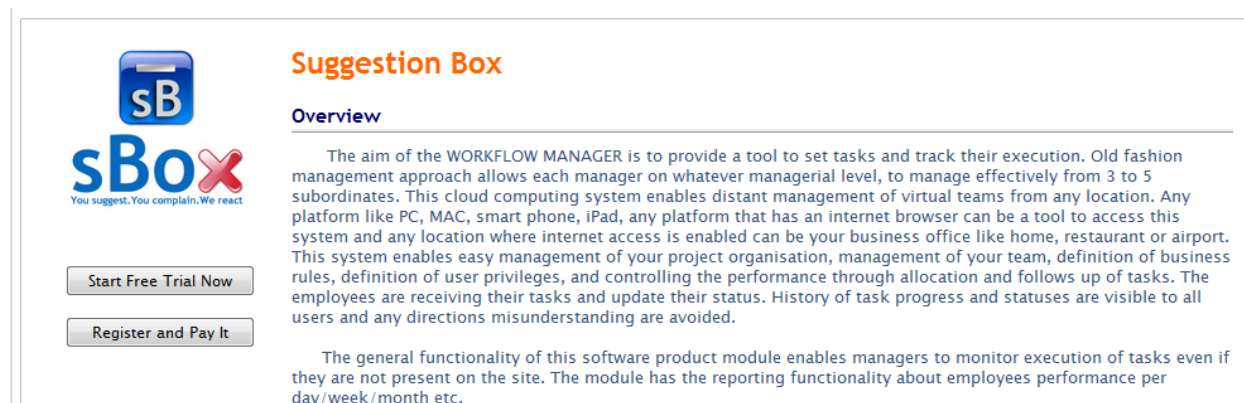 sB
sBox
You suggest.You complain.We react
Start Free Trial Now
Register and Pay It
Suggestion Box
Overview
The aim of the WORKFLOW MANAGER is to provide a tool to set tasks and track their execution. Old fashion
management approach allows each manager on whatever managerial level, to manage effectively from 3 to 5
subordinates. This cloud computing system enables distant management of virtual teams from any location. Any
platform like PC, MAC, smart phone, iPad, any platform that has an internet browser can be a tool to access this
system and any location where internet access is enabled can be your business office like home, restaurant or airport.
This system enables easy management of your project organisation, management of your team, definition of business
rules, definition of user privileges, and controlling the performance through allocation and follows up of tasks. The
employees are receiving their tasks and update their status. History of task progress and statuses are visible to all
users and any directions misunderstanding are avoided.
The general functionality of this software product module enables managers to monitor execution of tasks even if
they are not present on the site. The module has the reporting functionality about employees performance per
day/week/month etc.